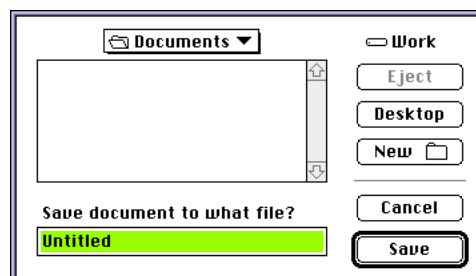 Documents
Work
Eject
Desktop
New
Save document to what file?
Untitled
Cancel
Save